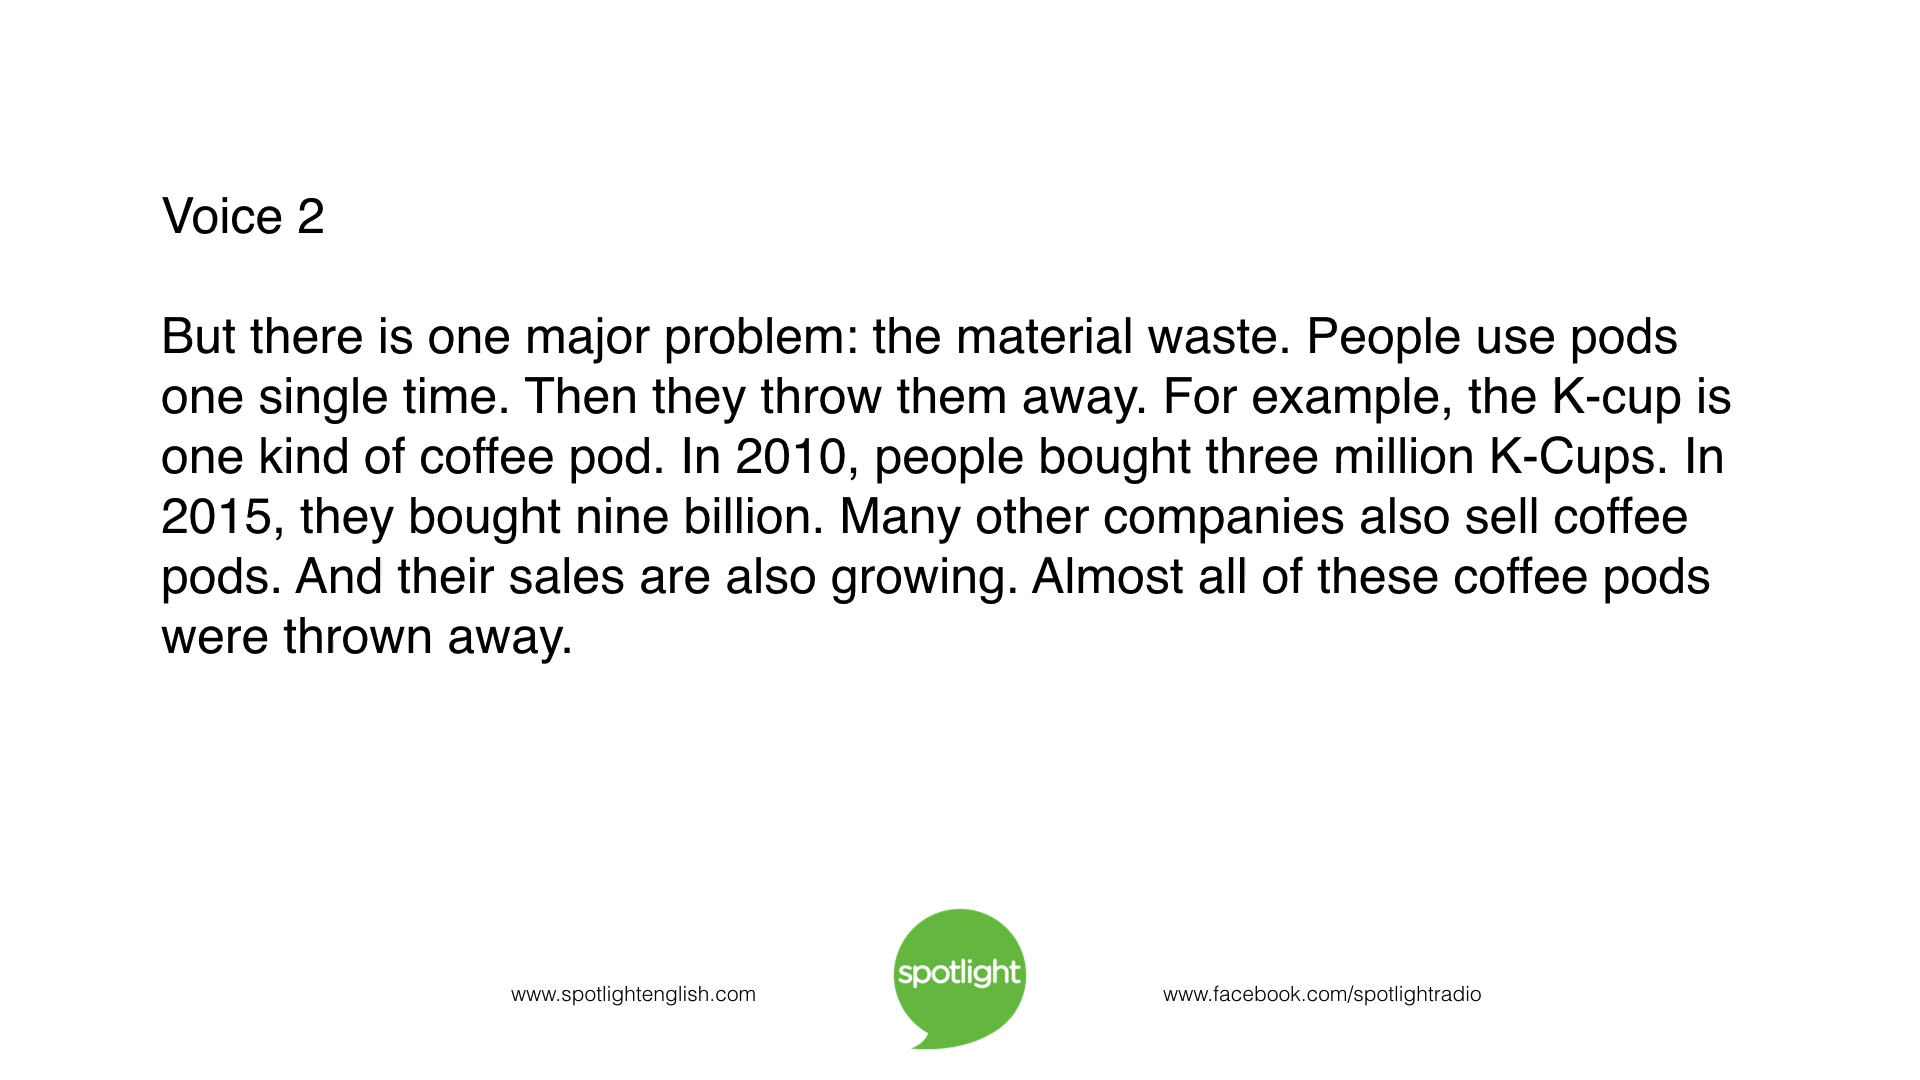 Voice 2
But there is one major problem: the material waste. People use pods
one single time. Then they throw them away. For example, the K-cup is
one kind of coffee pod. In 2010, people bought three million K-Cups. In
2015, they bought nine billion. Many other companies also sell coffee
pods. And their sales are also growing. Almost all of these coffee pods
were thrown away.
spotlight
www.spotlightenglish.com
www.facebook.com/spotlightradio